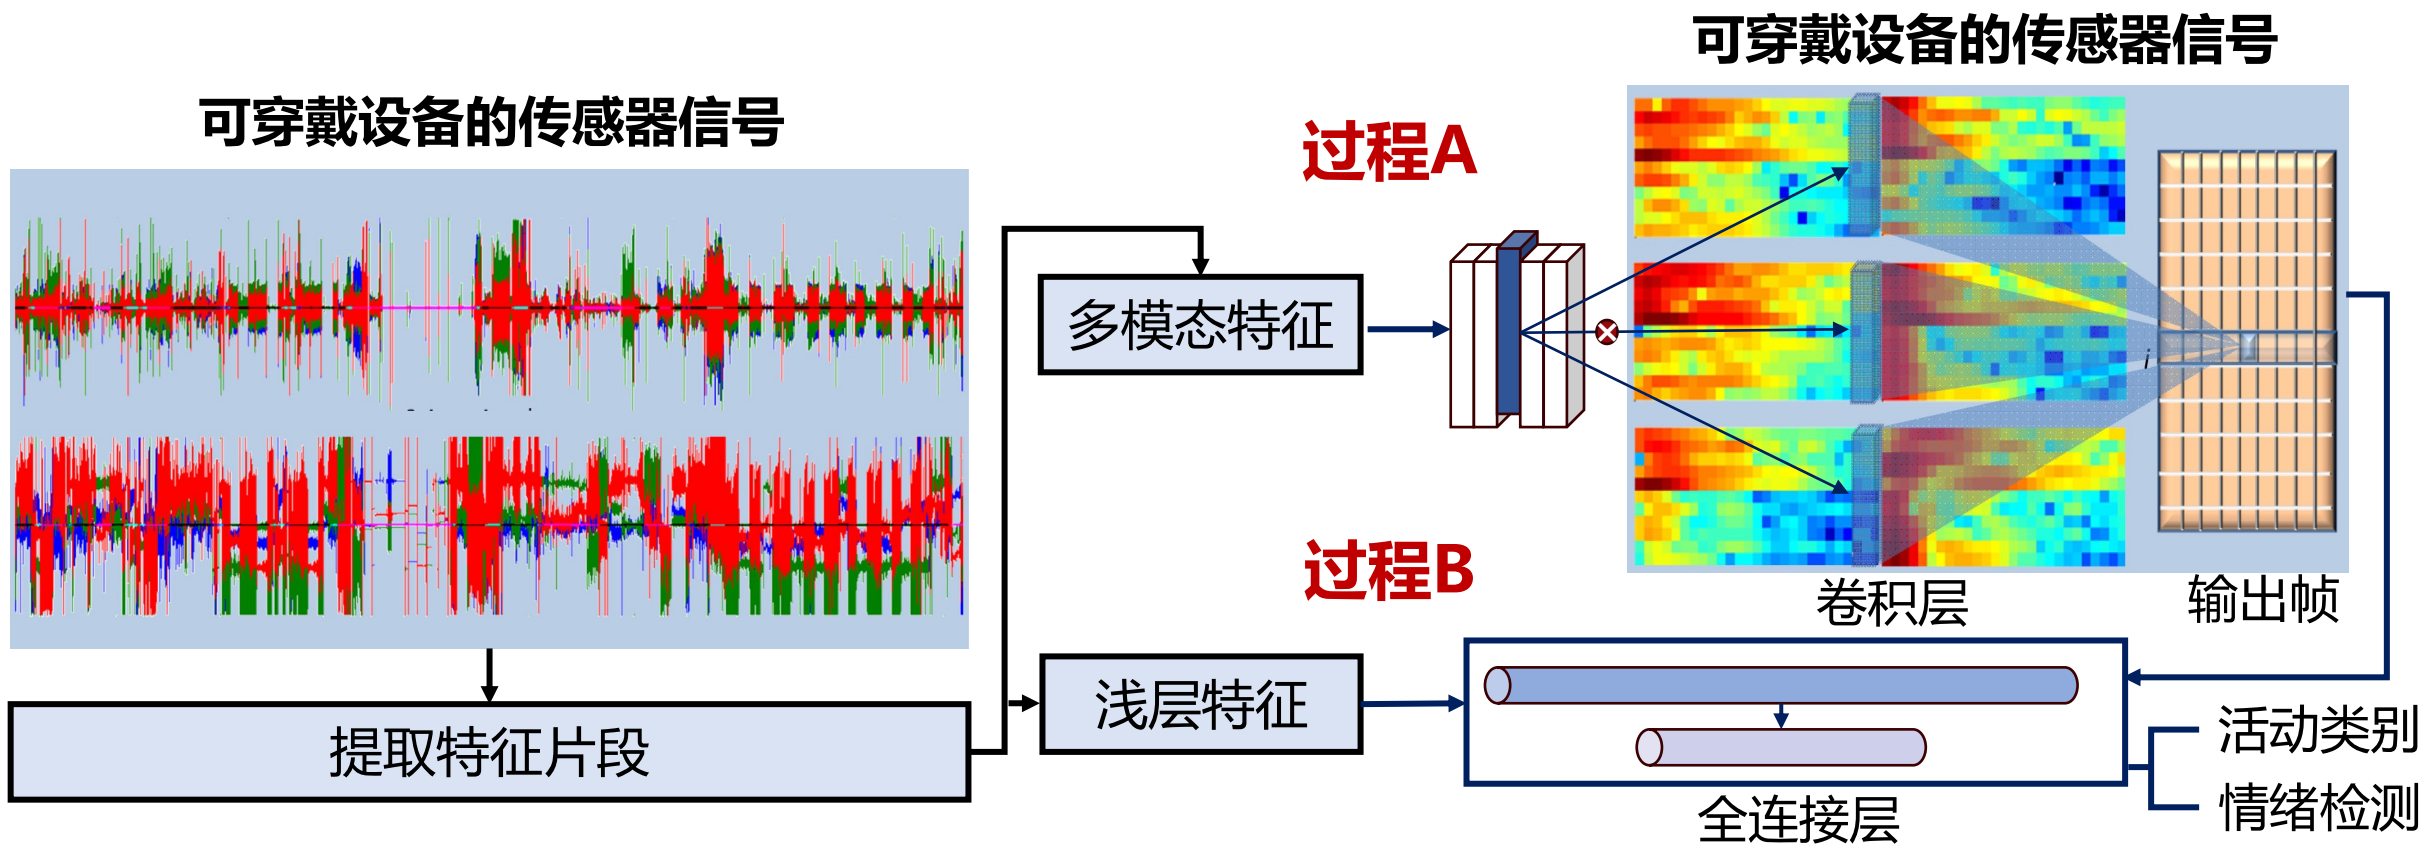 可穿戴设备的传感器信号
可穿戴设备的传感器信号
过程A
多模态特征
i
过程B
卷积层
输出帧
浅层特征
提取特征片段
全连接层
活动类别
情绪检测